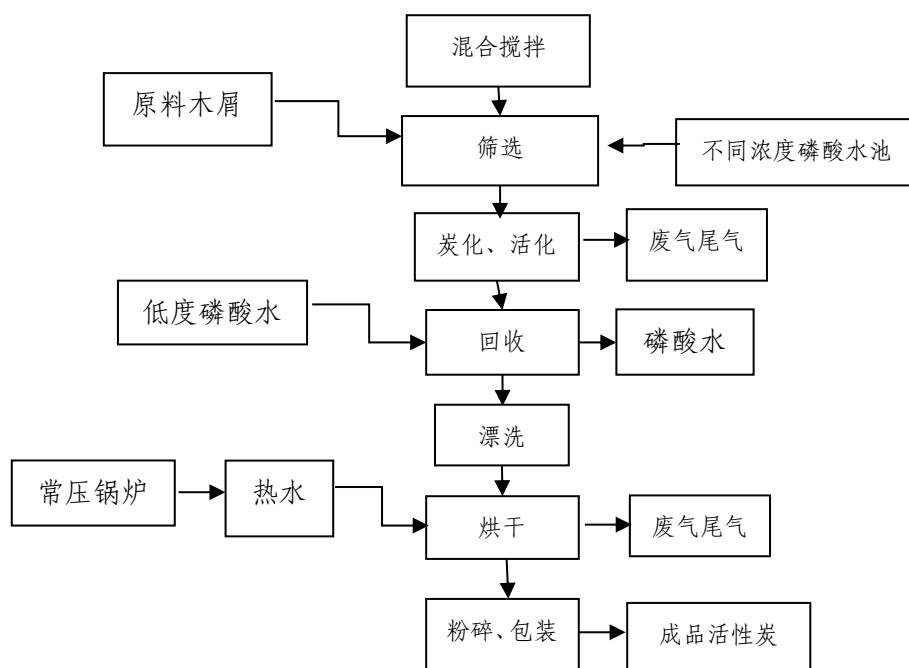 混合搅拌
原料木屑
筛选
不同浓度磷酸水池
炭化、活化
废气尾气
低度磷酸水
回收
磷酸水
漂洗
常压锅炉
热水
烘干
废气尾气
粉碎、包装
成品活性炭